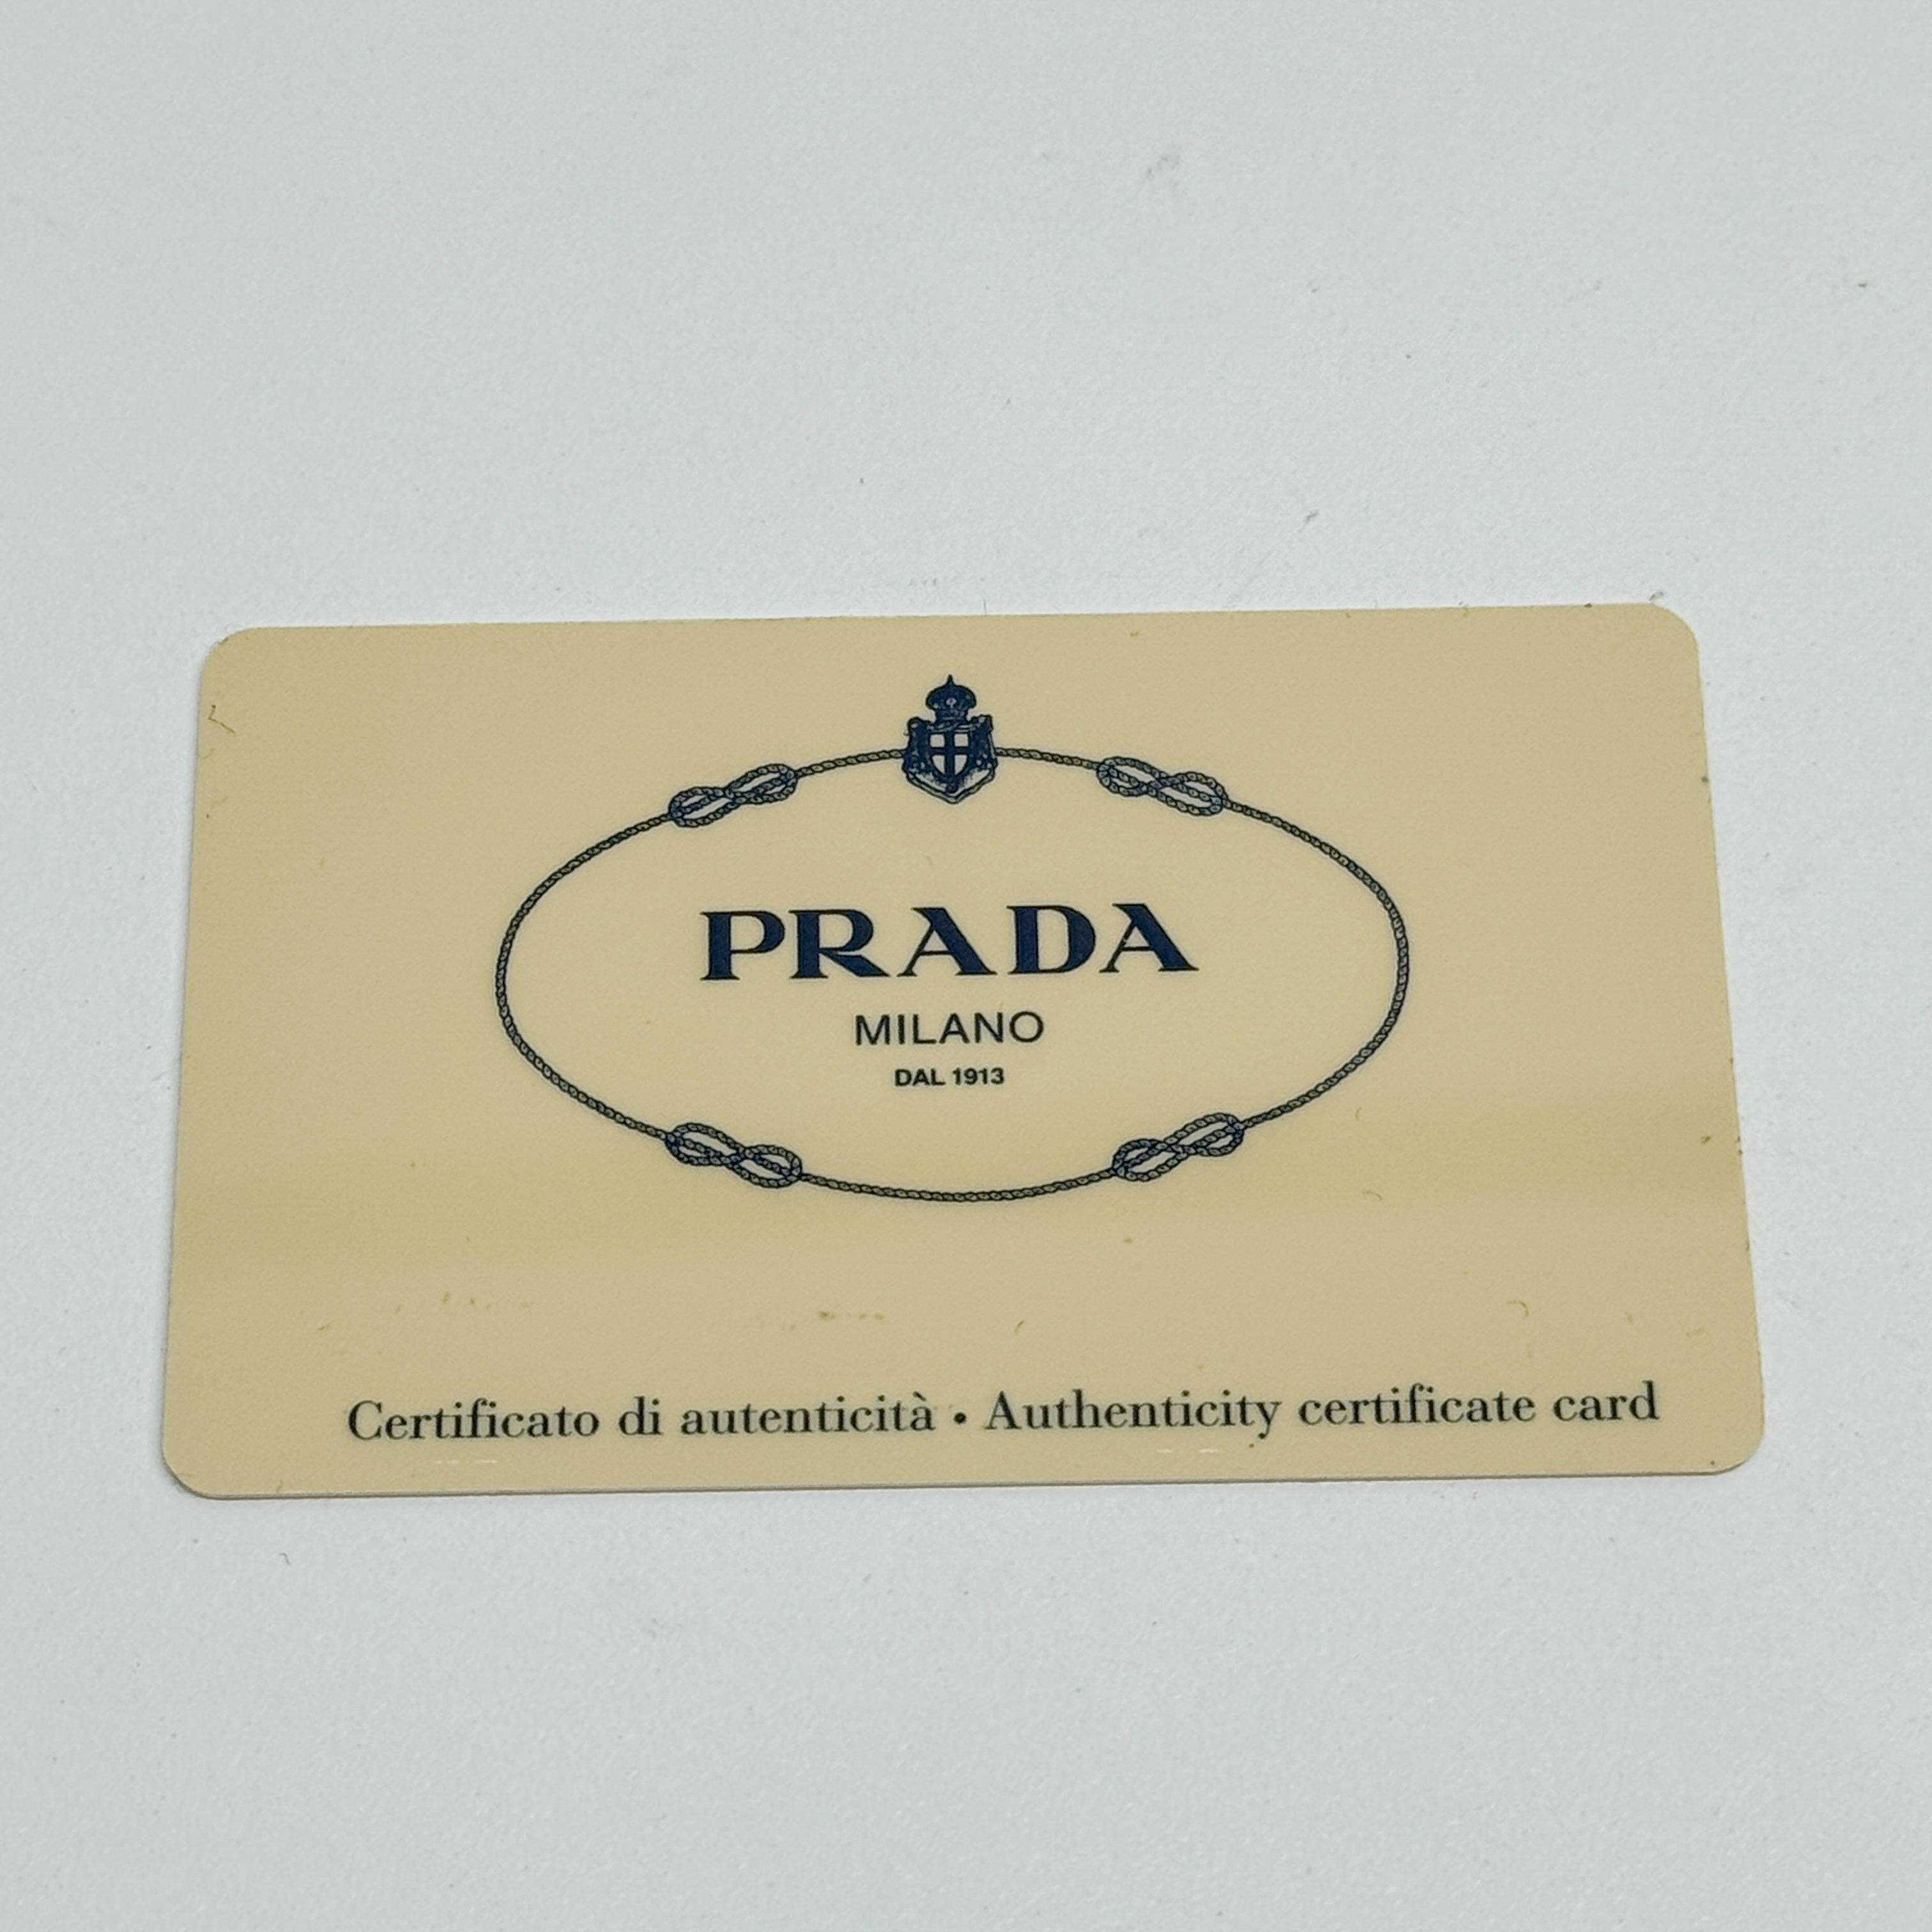 PRADA
MILANO
DAL 1913
Certificato di autenticità • Authenticity certificate card